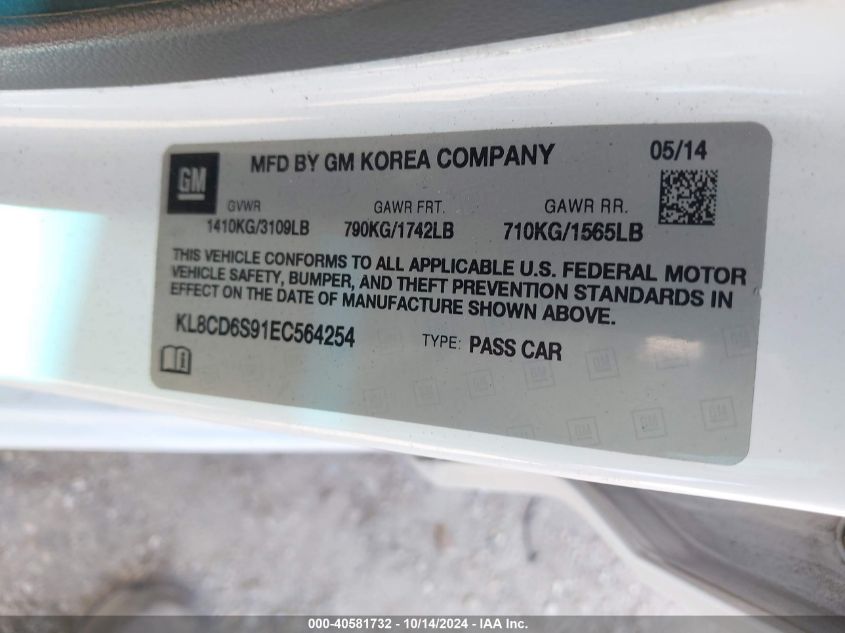 GM
MFD BY GM KOREA COMPANY 05/14
GVWR GAWR FRT. GAWR RR.
1410KG/3109LB 790KG/1742LB 710KG/1565LB
THIS VEHICLE CONFORMS TO ALL APPLICABLE U.S. FEDERAL MOTOR
VEHICLE SAFETY, BUMPER, AND THEFT PREVENTION STANDARDS IN
EFFECT ON THE DATE OF MANUFACTURE SHOWN ABOVE.
KL8CD6S91EC564254 TYPE: PASS CAR
000-40581732 - 10/14/2024 - IAA Inc.